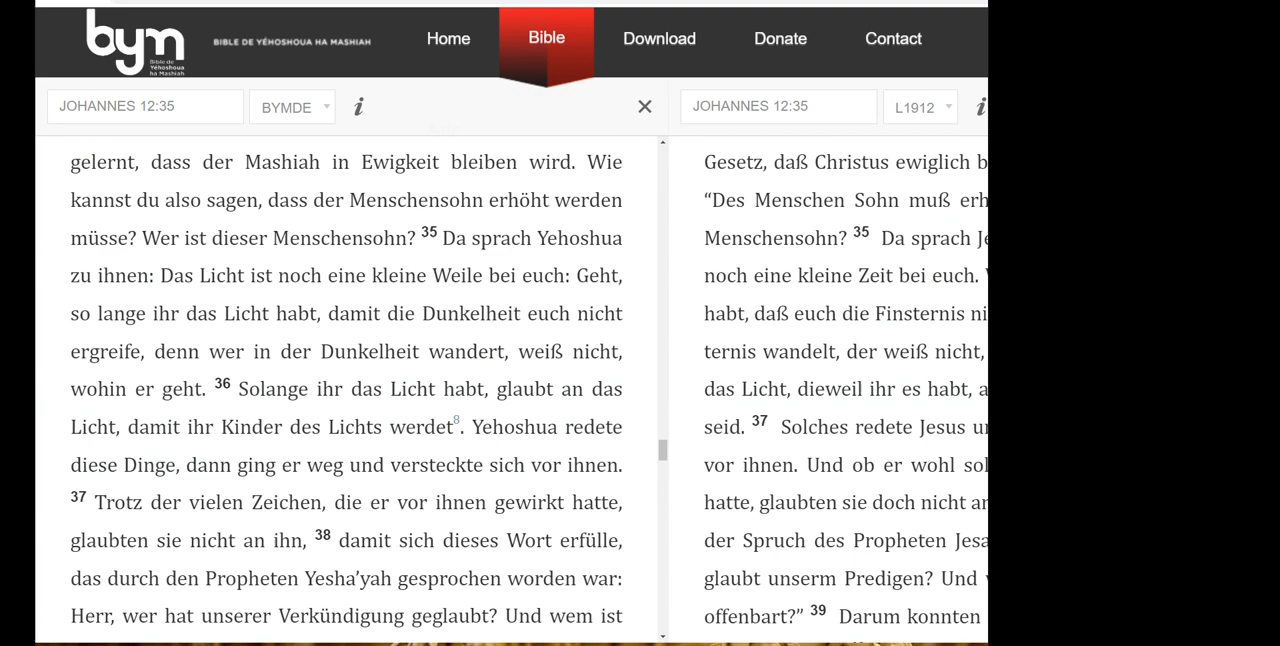 bym
Bible de
Yéhoshoua
ha Mashiah
BIBLE DE YÉHOSHOUA HA MASHIAH
Home
Bible
Download
Donate
Contact
JOHANNES 12:35
BYMDE
i
JOHANNES 12:35
L1912
i
gelernt, dass der Mashiah in Ewigkeit bleiben wird. Wie
kannst du also sagen, dass der Menschensohn erhöht werden
müsse? Wer ist dieser Menschensohn? 35 Da sprach Yehoshua
zu ihnen: Das Licht ist noch eine kleine Weile bei euch: Geht,
so lange ihr das Licht habt, damit die Dunkelheit euch nicht
ergreife, denn wer in der Dunkelheit wandert, weiß nicht,
wohin er geht. 36 Solange ihr das Licht habt, glaubt an das
Licht, damit ihr Kinder des Lichts werdet8. Yehoshua redete
diese Dinge, dann ging er weg und versteckte sich vor ihnen.
37 Trotz der vielen Zeichen, die er vor ihnen gewirkt hatte,
glaubten sie nicht an ihn, 38 damit sich dieses Wort erfülle,
das durch den Propheten Yesha’yah gesprochen worden war:
Herr, wer hat unserer Verkündigung geglaubt? Und wem ist
Gesetz, daß Christus ewiglich
“Des Menschen Sohn muß
Menschensohn? 35 Da sprach
noch eine kleine Zeit bei euch.
habt, daß euch die Finsternis
ternis wandelt, der weiß nicht,
das Licht, dieweil ihr es habt,
seid. 37 Solches redete Jesus
vor ihnen. Und ob er wohl
hatte, glaubten sie doch nicht
der Spruch des Propheten
glaubt unserm Predigen? Und
offenbart?” 39 Darum konnten